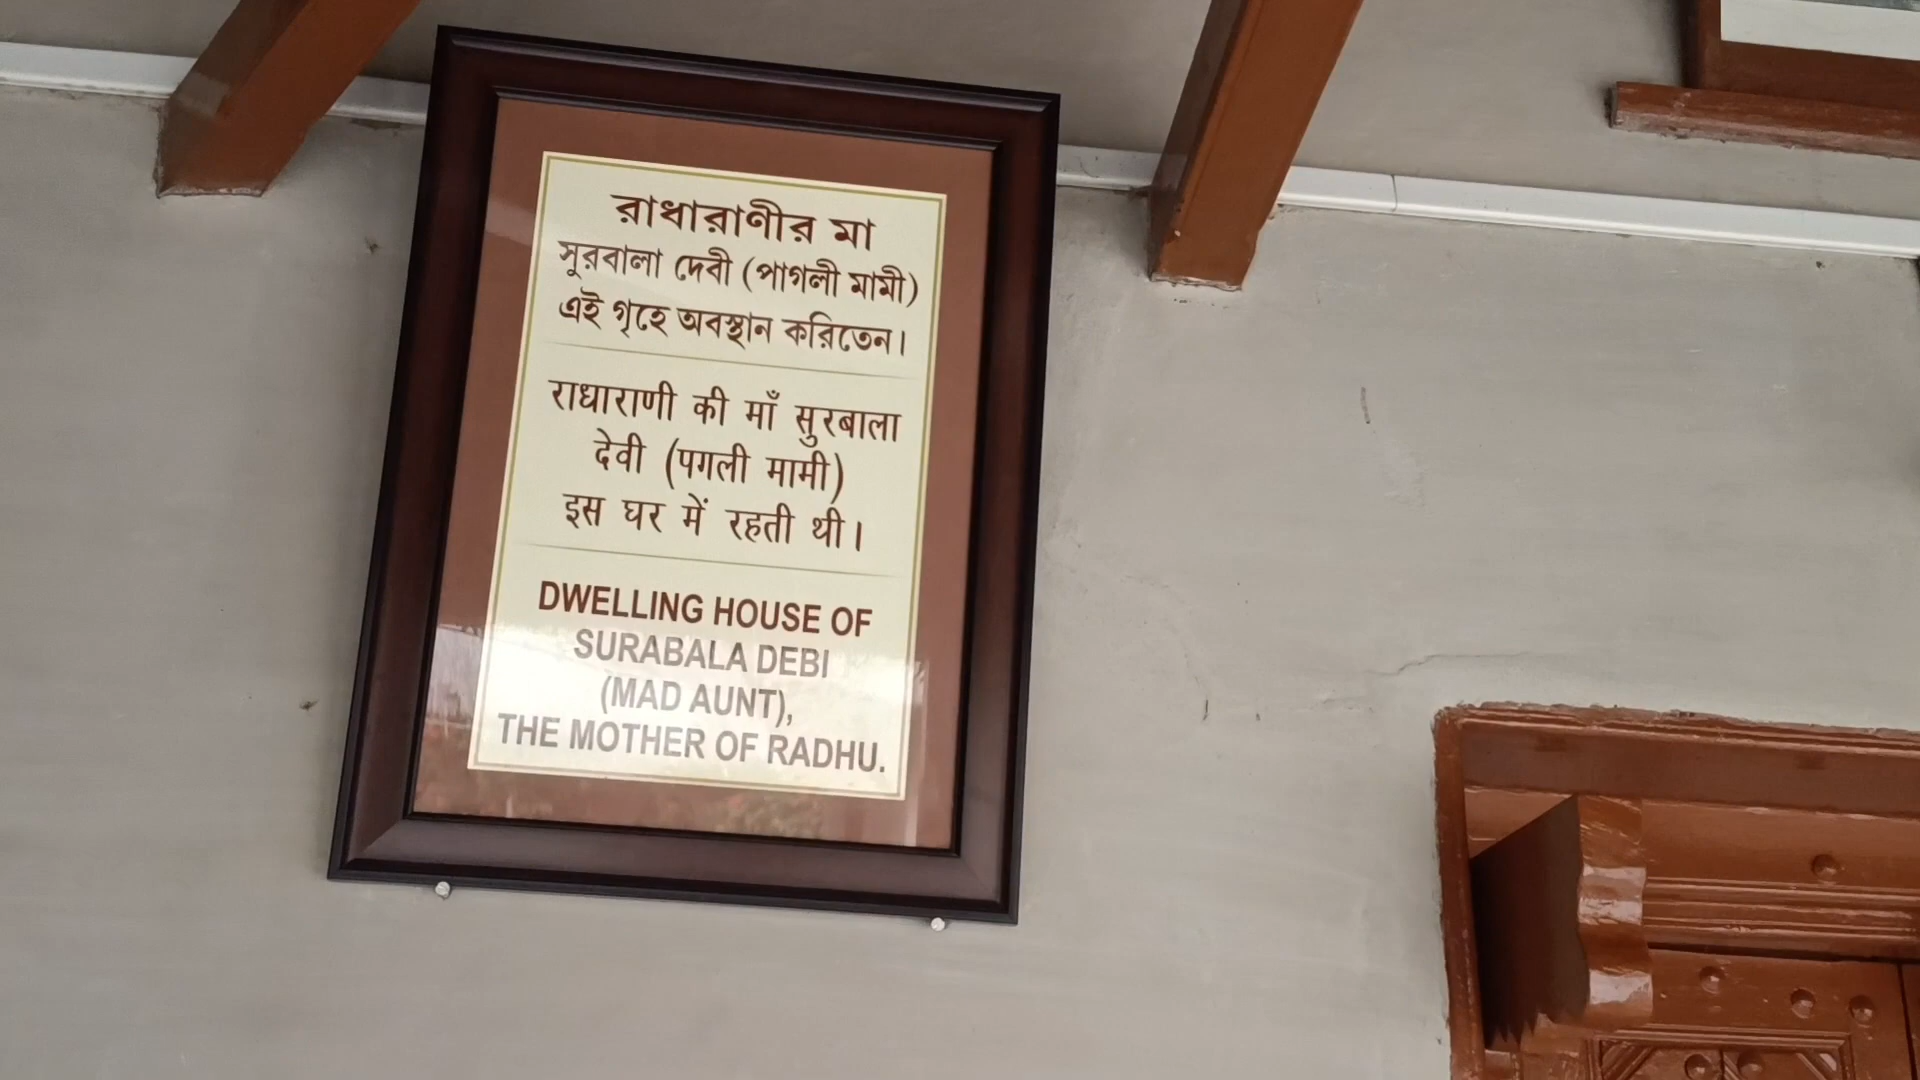 রাধারাণীর মা
সুরবালা দেবী (পাগলী মামী)
এই গৃহে অবস্থান করিতেন।
राधाराणी की माँ सुरबाला
देवी (पगली मामी)
इस घर में रहती थी।
DWELLING HOUSE OF
SURABALA DEBI
(MAD AUNT),
THE MOTHER OF RADHU.